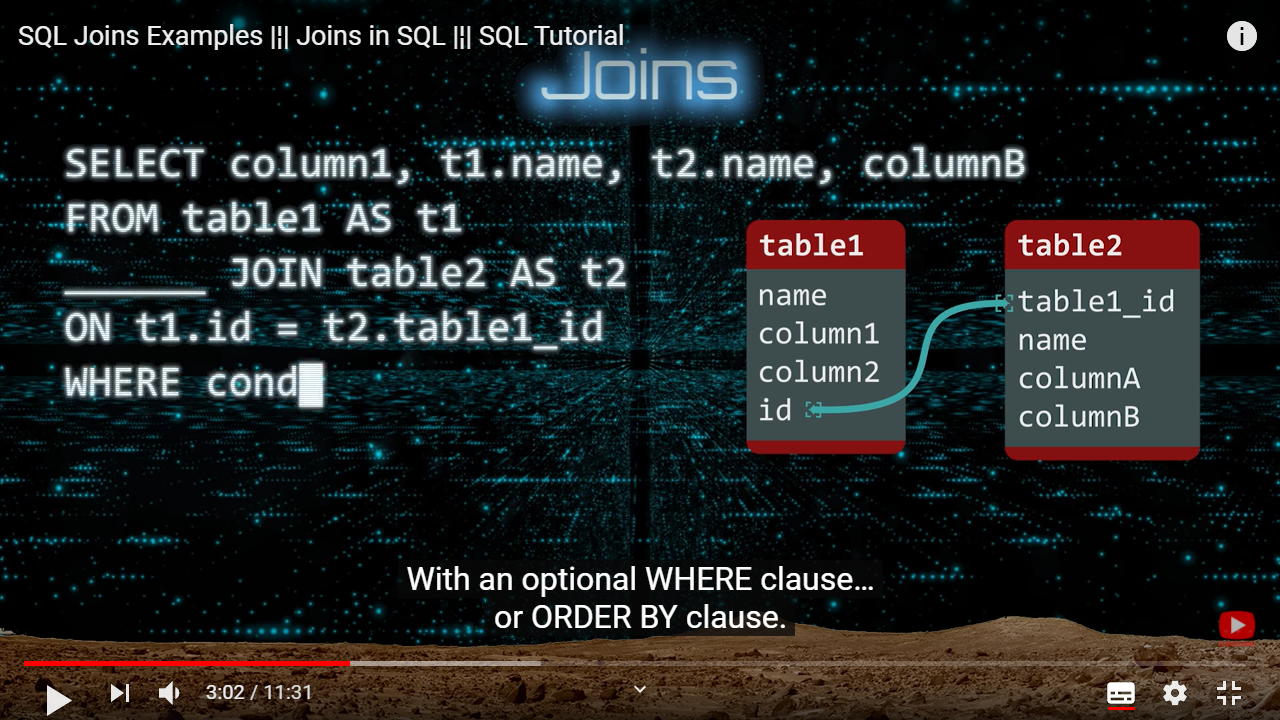 SQL Joins Examples |¦| Joins in SQL |¦| SQL Tutorial
Joins
SELECT column1, t1.name, t2.name, columnB
FROM table1 AS t1
______ JOIN table2 AS t2
ON t1.id = t2.table1_id
WHERE cond
table1
name
column1
column2
id
table2
table1_id
name
columnA
columnB
With an optional WHERE clause…
or ORDER BY clause.
3:02 / 11:31